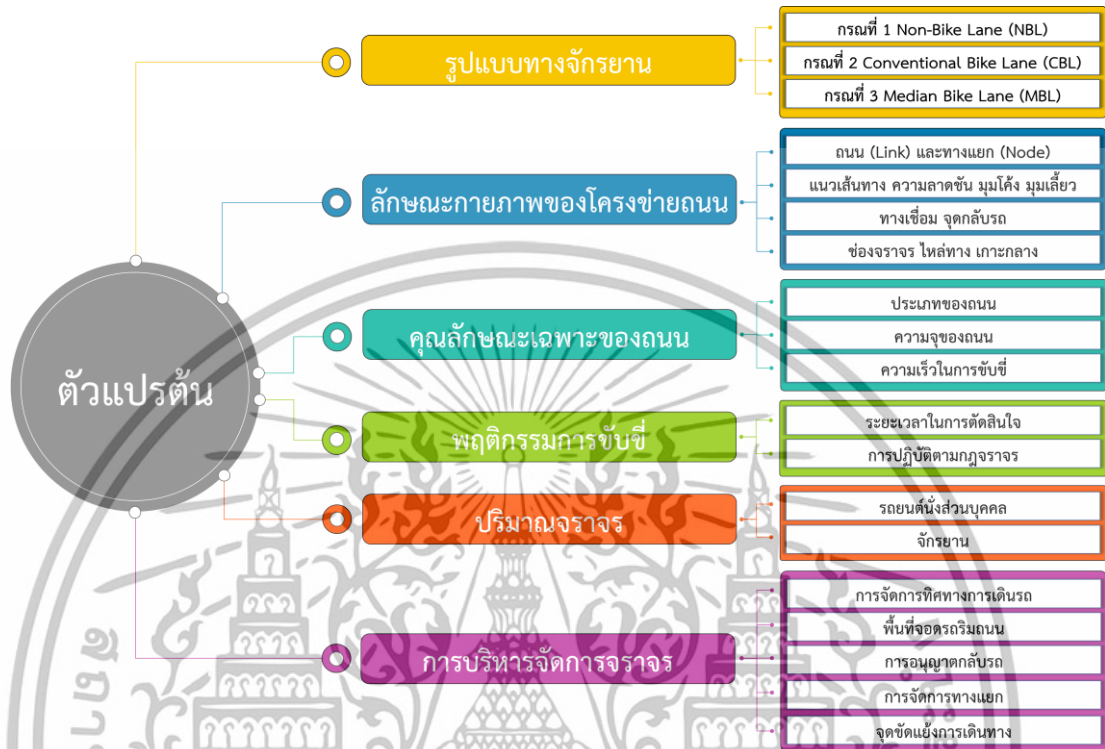 ตัวแปรต้น
รูปแบบทางจักรยาน
กรณที่ 1 Non-Bike Lane (NBL)
กรณที่ 2 Conventional Bike Lane (CBL)
กรณที่ 3 Median Bike Lane (MBL)
ลักษณะกายภาพของโครงข่ายถนน
ถนน (Link) และทางแยก (Node)
แนวเส้นทาง ความลาดชัน มุมโค้ง มุมเลี้ยว
ทางเชื่อม จุดกลับรถ
ช่องจราจร ไหล่ทาง เกาะกลาง
คุณลักษณะเฉพาะของถนน
ประเภทของถนน
ความจุของถนน
ความเร็วในการขับขี่
พฤติกรรมการขับขี่
ระยะเวลาในการตัดสินใจ
การปฏิบัติตามกฎจราจร
ปริมาณจราจร
รถยนต์นั่งส่วนบุคคล
จักรยาน
การบริหารจัดการจราจร
การจัดการทิศทางการเดินรถ
พื้นที่จอดรถริมถนน
การอนุญาตกลับรถ
การจัดการทางแยก
จุดขัดแย้งการเดินทาง